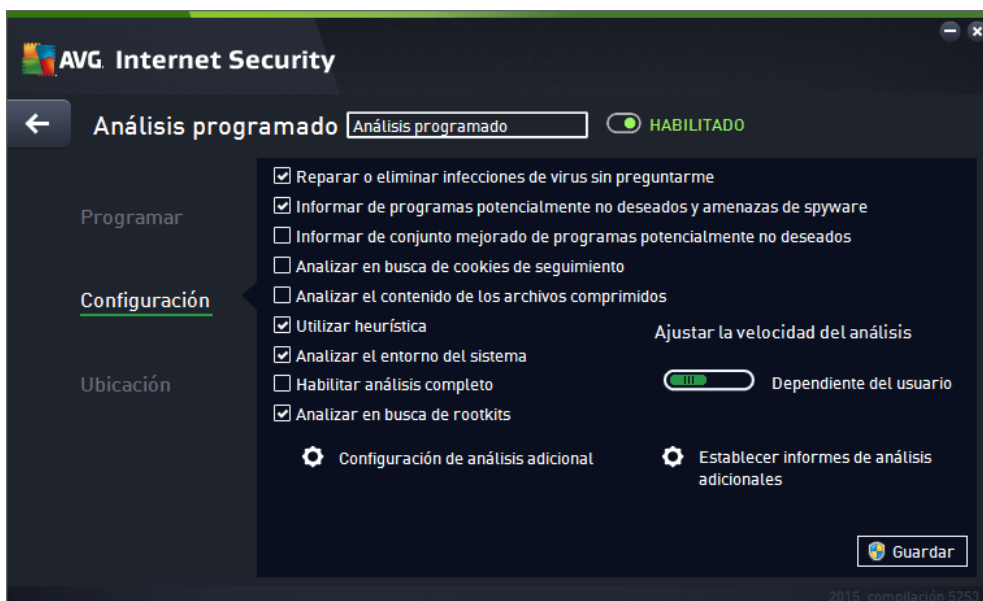 AVG Internet Security
Análisis programado
Análisis programado
HABILITADO
Programar
Configuración
Ubicación
Reparar o eliminar infecciones de virus sin preguntarme
Informar de programas potencialmente no deseados y amenazas de spyware
Informar de conjunto mejorado de programas potencialmente no deseados
Analizar en busca de cookies de seguimiento
Analizar el contenido de los archivos comprimidos
Utilizar heurística
Analizar el entorno del sistema
Habilitar análisis completo
Analizar en busca de rootkits
Ajustar la velocidad del análisis
Dependiente del usuario
Configuración de análisis adicional
Establecer informes de análisis
adicionales
Guardar
2015 compilación 5253